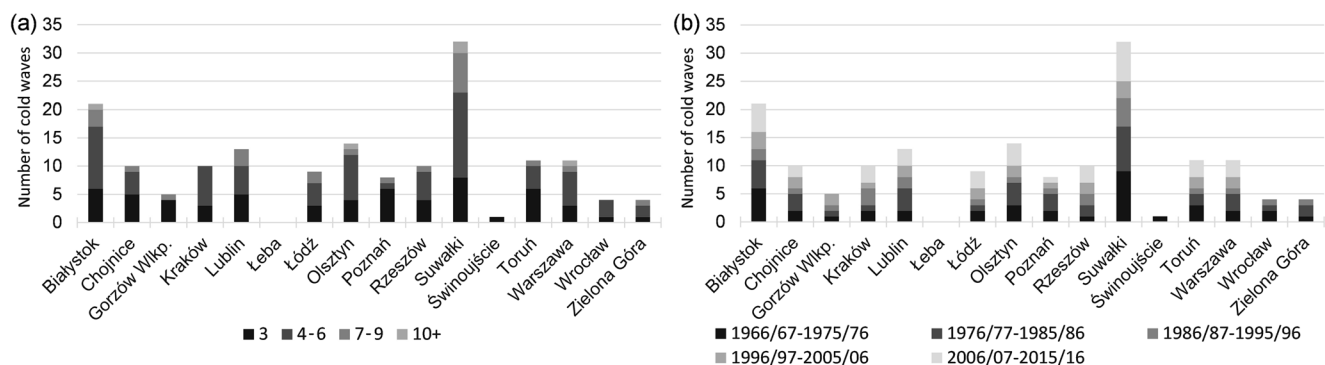 (a)
Number of cold waves
35
30
25
20
15
10
5
0
Białystok
Chojnice
Gorzów Wlkp.
Kraków
Lublin
Łeba
Łódź
Olsztyn
Poznań
Rzeszów
Suwałki
Świnoujście
Toruń
Warszawa
Wrocław
Zielona Góra
3 4-6 7-9 10+
(b)
Number of cold waves
35
30
25
20
15
10
5
0
Białystok
Chojnice
Gorzów Wlkp.
Kraków
Lublin
Łeba
Łódź
Olsztyn
Poznań
Rzeszów
Suwałki
Świnoujście
Toruń
Warszawa
Wrocław
Zielona Góra
1966/67-1975/76 1976/77-1985/86 1986/87-1995/96
1996/97-2005/06 2006/07-2015/16